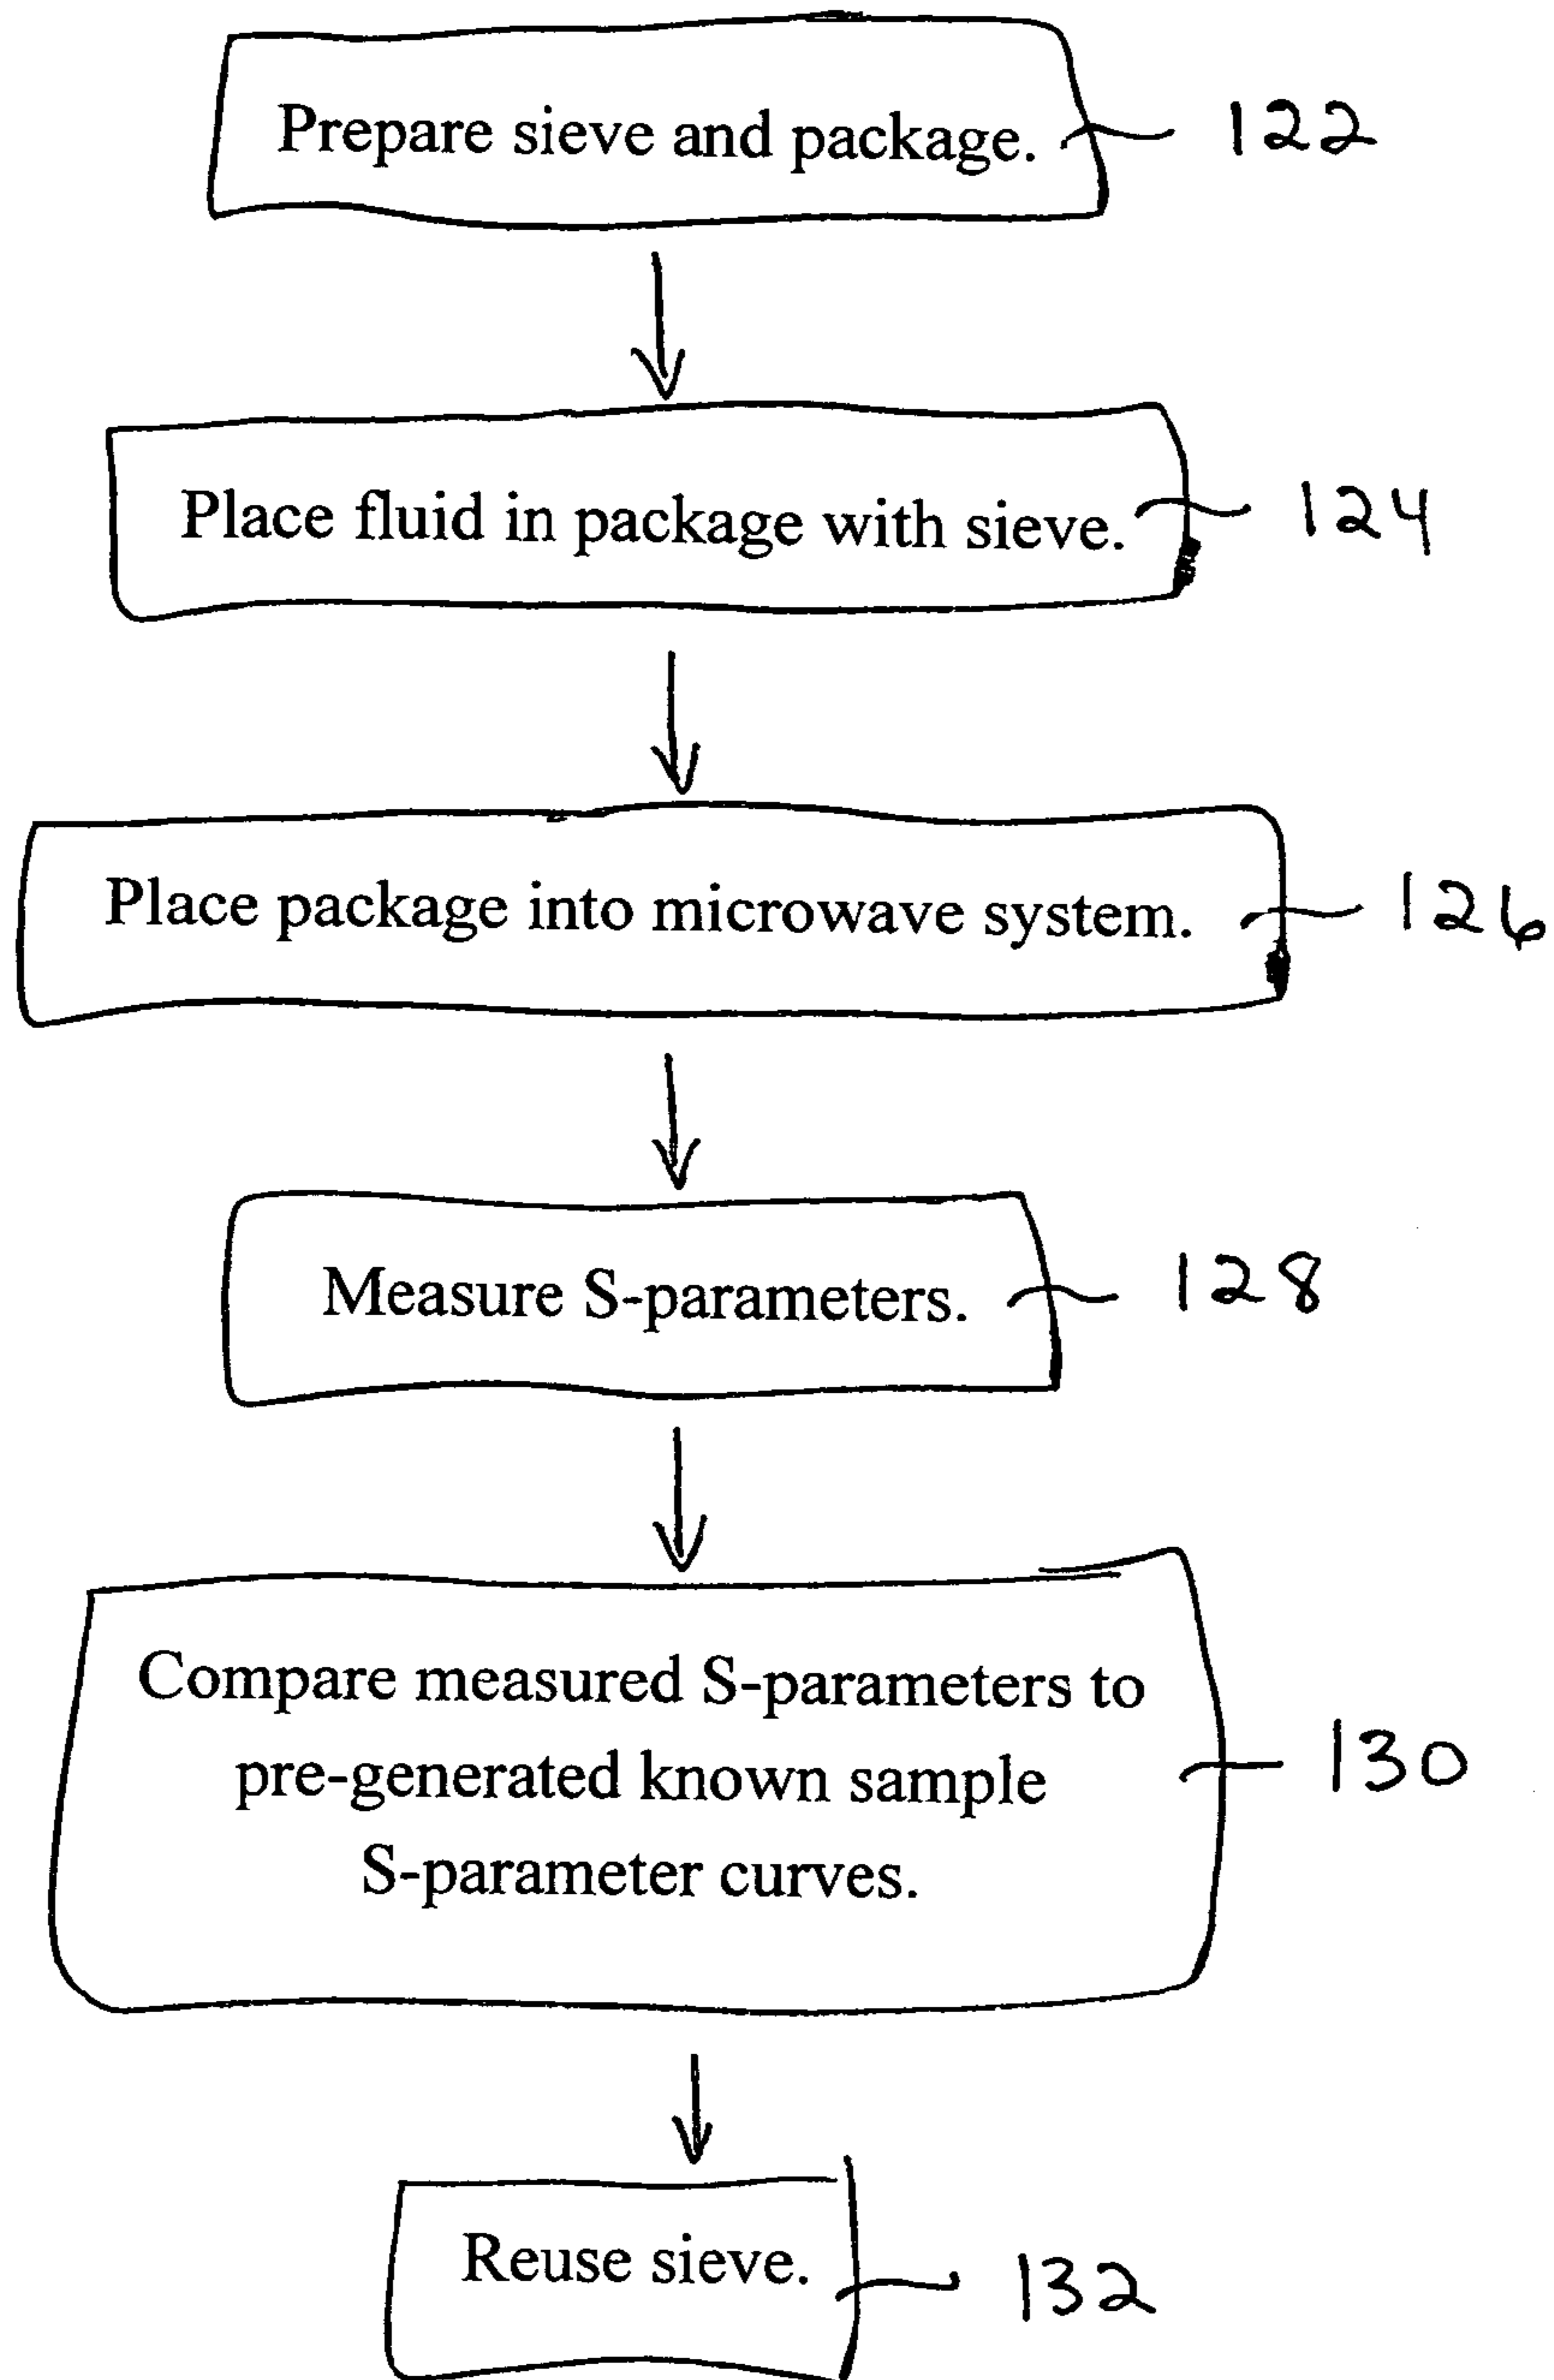 Prepare sieve and package. 122
Place fluid in package with sieve. 124
Place package into microwave system. 126
Measure S-parameters. 128
Compare measured S-parameters to
pre-generated known sample 130
S-parameter curves.
Reuse sieve. 132